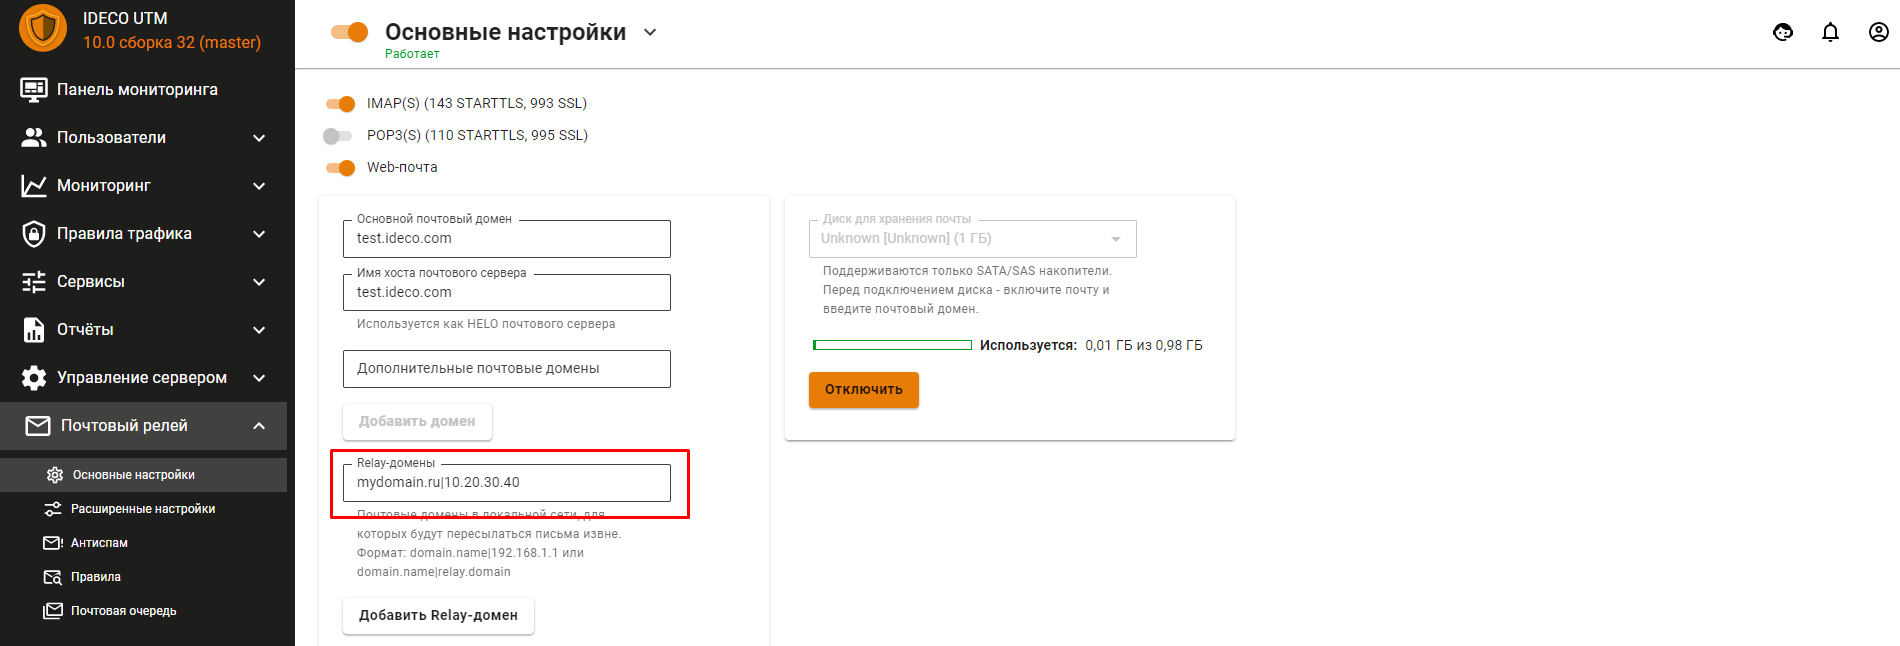 IDECO UTM
10.0 сборка 32 (master)
Панель мониторинга
Пользователи
Мониторинг
Правила трафика
Сервисы
Отчёты
Управление сервером
Почтовый релей
Основные настройки
Расширенные настройки
Антиспам
Правила
Почтовая очередь
Основные настройки
Работает
IMAP(S) (143 STARTTLS, 993 SSL)
POP3(S) (110 STARTTLS, 995 SSL)
Web-почта
Основной почтовый домен
test.ideco.com
Имя хоста почтового сервера
test.ideco.com
Используется как HELO почтового сервера
Дополнительные почтовые домены
Добавить домен
Relay-домены
mydomain.ru|10.20.30.40
Почтовые домены в локальной сети, для
которых будут пересылаться письма извне.
Формат: domain.name|192.168.1.1 или
domain.name|relay.domain
Добавить Relay-домен
Диск для хранения почты
Unknown [Unknown] (1 ГБ)
Поддерживаются только SATA/SAS накопители.
Перед подключением диска - включите почту и
введите почтовый домен.
Используется: 0,01 ГБ из 0,98 ГБ
Отключить